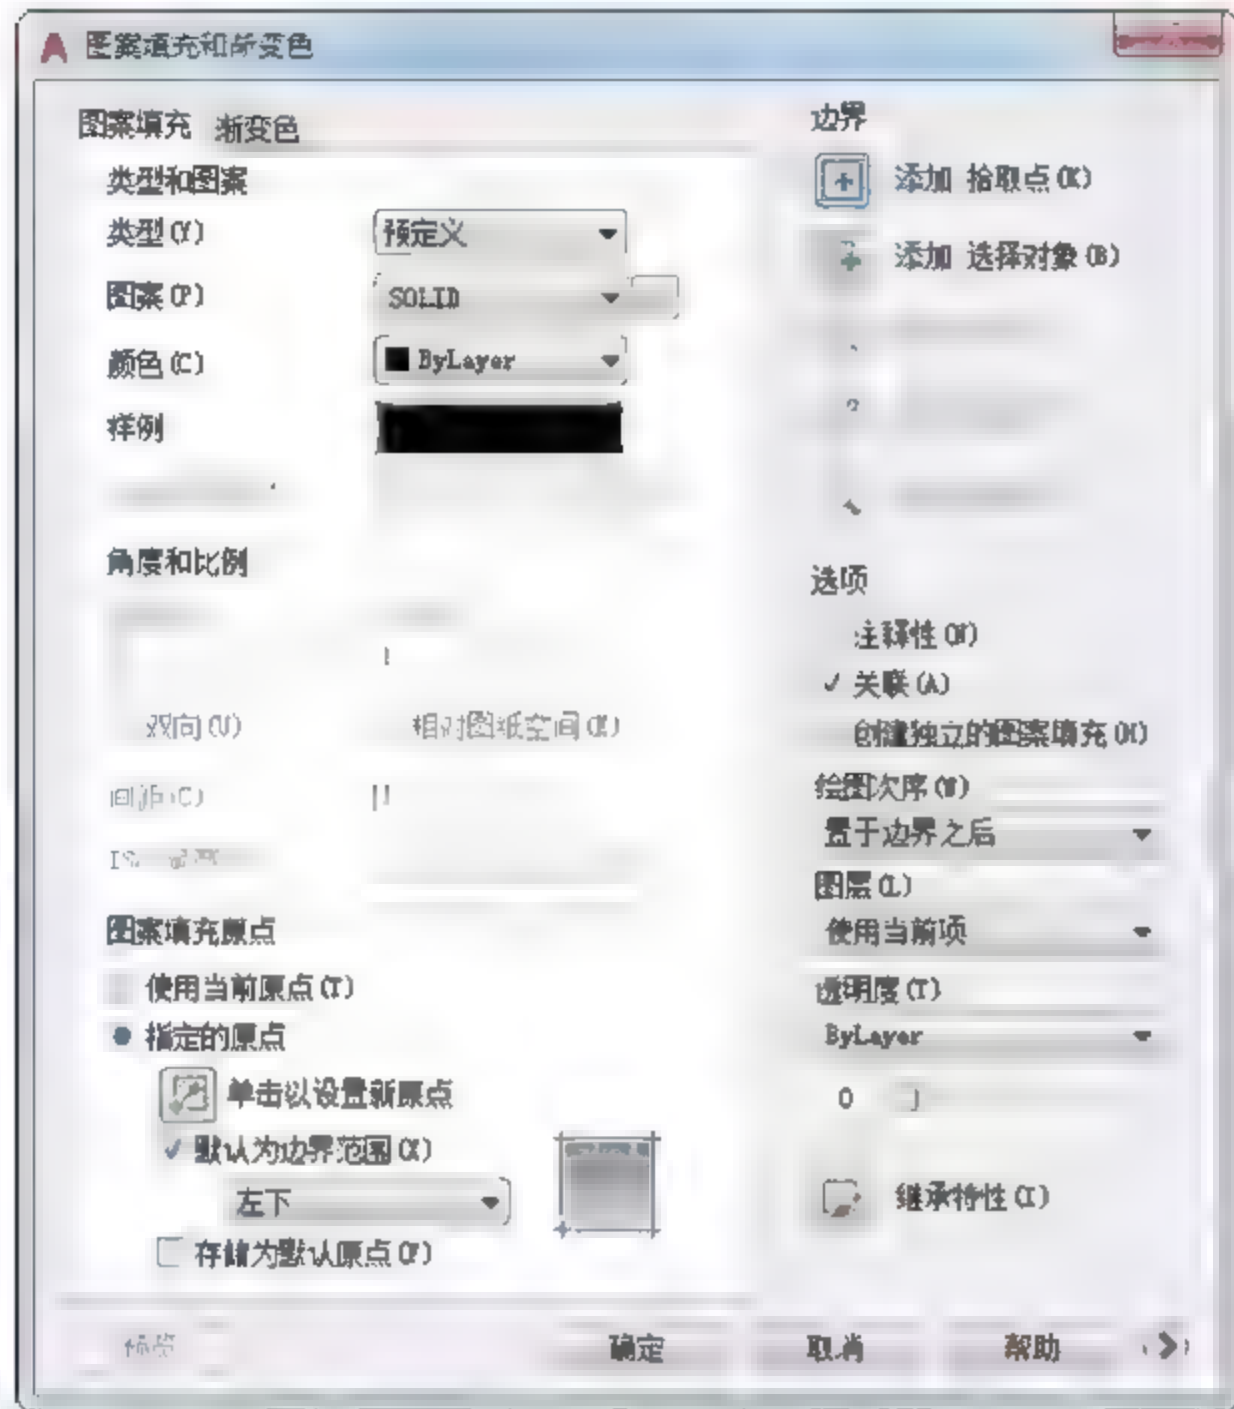 图案填充和渐变色
图案填充 渐变色
类型和图案
类型(Y)
预定义
图案(P)
SOLID
颜色(C)
ByLayer
样例
角度和比例
双向(U)
相对图纸空间(E)
间距(C)
图案填充原点
使用当前原点(T)
指定的原点
单击以设置新原点
默认为边界范围(X)
左下
存储为默认原点(F)
边界
添加 拾取点(K)
添加 选择对象(B)
选项
注释性(N)
关联(A)
创建独立的图案填充(H)
绘图次序(W)
置于边界之后
图层(L)
使用当前项
透明度(T)
ByLayer
0
继承特性(I)
预览
确定
取消
帮助